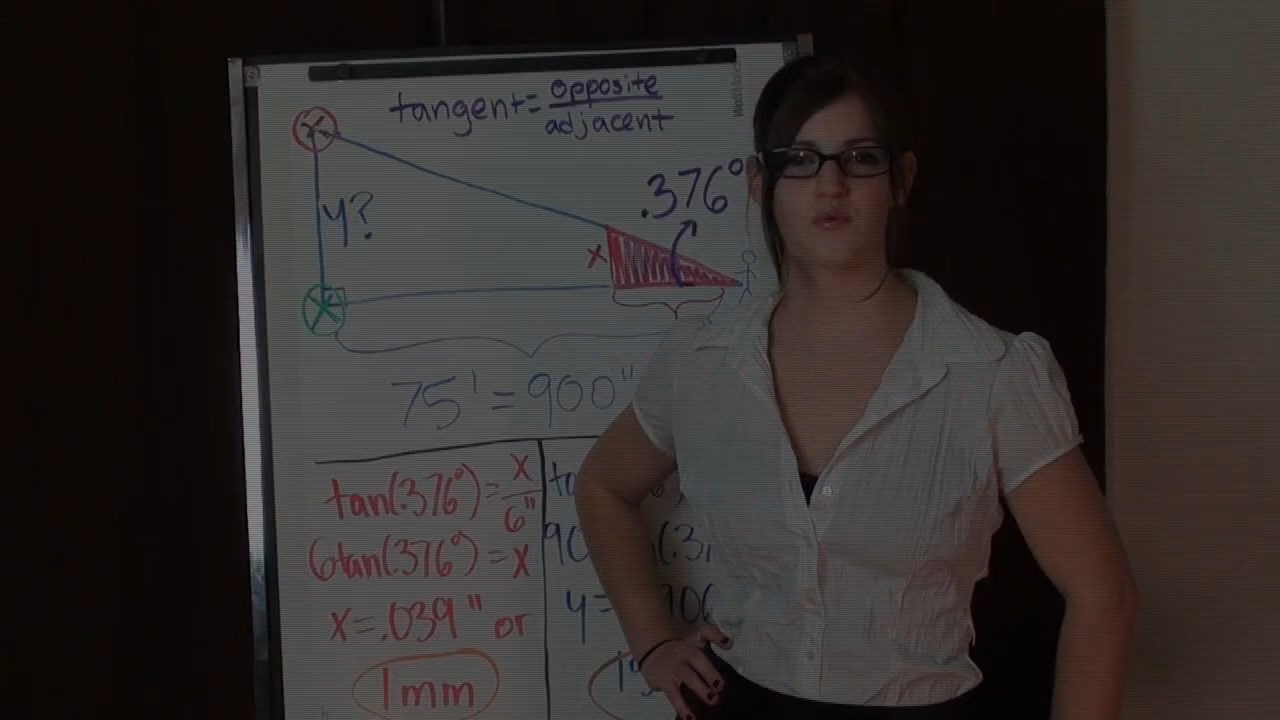 tangent = opposite
adjacent
.376°
y?
x
75' = 900"
tan(.376°) = x
6"
6tan(.376°) = x
x = .039" or
1mm
y =